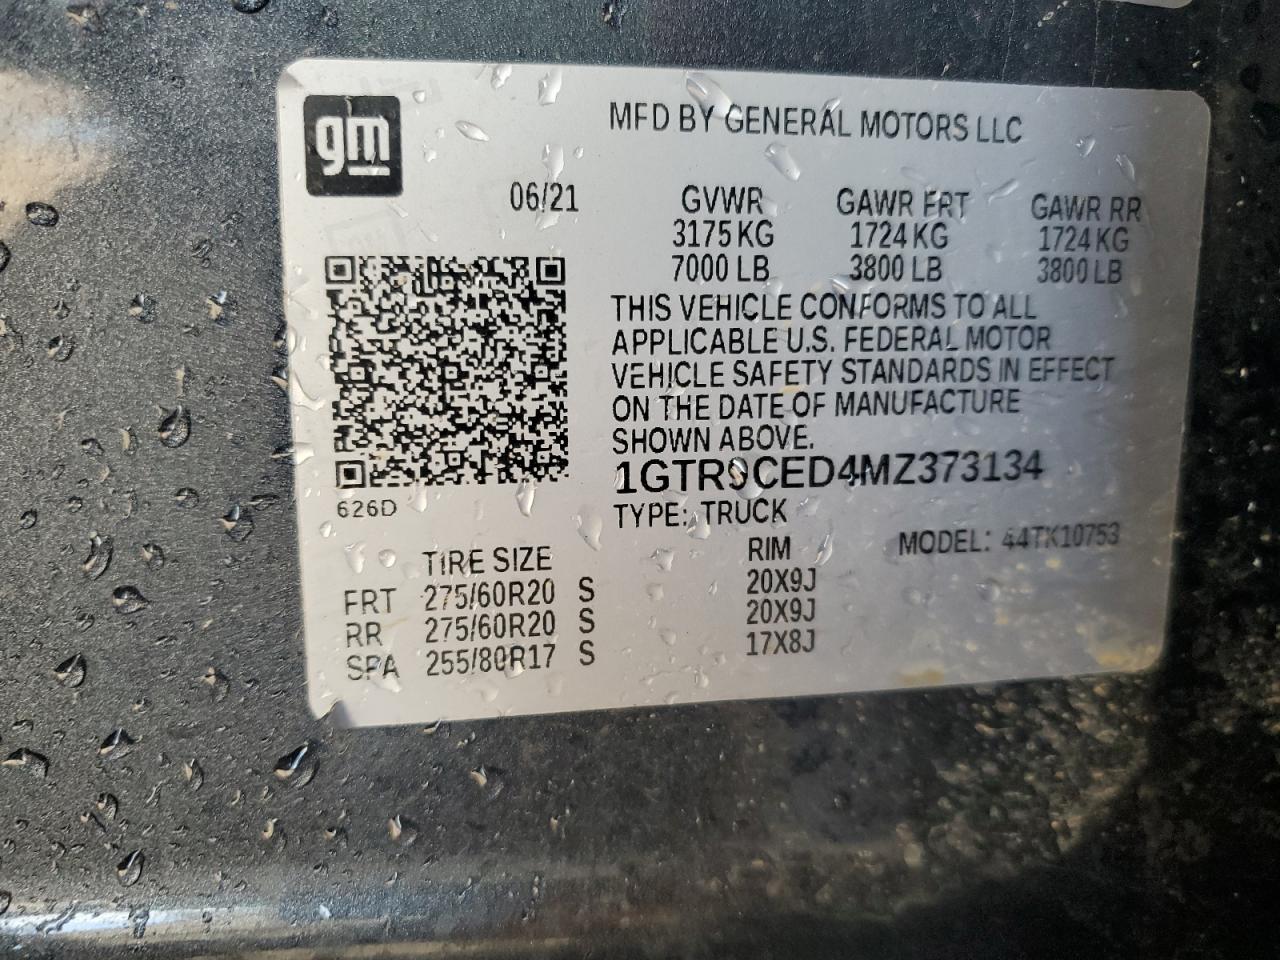 gm
MFD BY GENERAL MOTORS LLC
06/21 GVWR GAWR FRT GAWR RR
3175 KG 1724 KG 1724 KG
7000 LB 3800 LB 3800 LB
THIS VEHICLE CONFORMS TO ALL
APPLICABLE U.S. FEDERAL MOTOR
VEHICLE SAFETY STANDARDS IN EFFECT
ON THE DATE OF MANUFACTURE
SHOWN ABOVE.
1GTR9CED4MZ373134
626D
TYPE: TRUCK
MODEL: 44TK10753
TIRE SIZE RIM
FRT 275/60R20 S 20X9J
RR 275/60R20 S 20X9J
SPA 255/80R17 S 17X8J